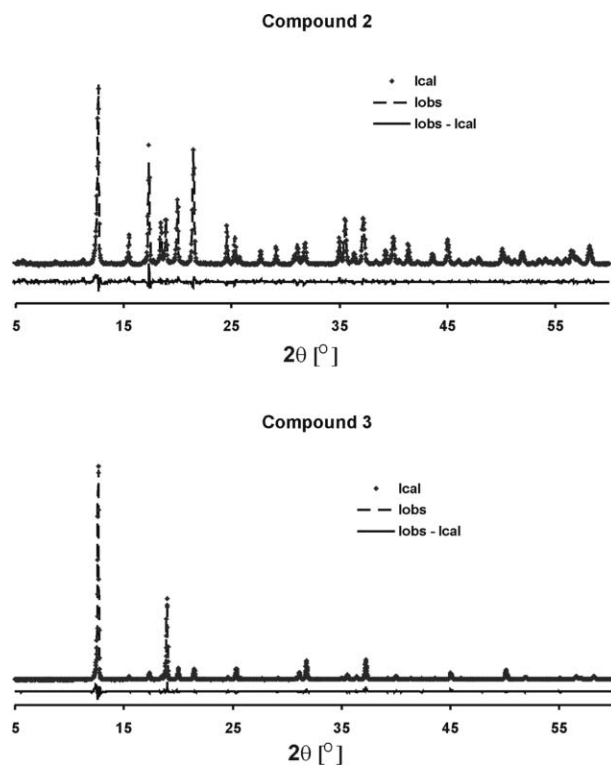 Compound 2
Ical
Iobs
Iobs - Ical
5 15 25 35 45 55
2θ [°]
Compound 3
Ical
Iobs
Iobs - Ical
5 15 25 35 45 55
2θ [°]